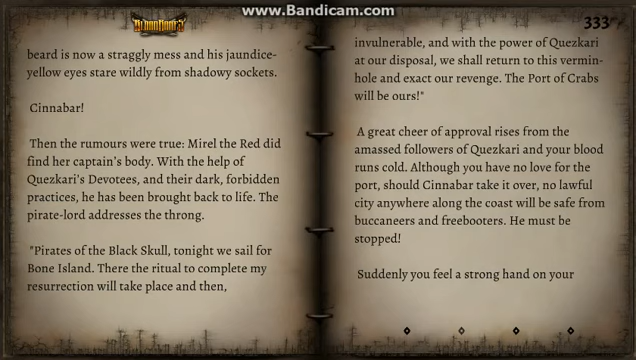 www.Bandicam.com
BLOODBONES
333
beard is now a straggly mess and his jaundice-
yellow eyes stare wildly from shadowy sockets.
Cinnabar!
Then the rumours were true: Mirel the Red did
find her captain's body. With the help of
Quezkari's Devotees, and their dark, forbidden
practices, he has been brought back to life. The
pirate-lord addresses the throng.
"Pirates of the Black Skull, tonight we sail for
Bone Island. There the ritual to complete my
resurrection will take place and then,
invulnerable, and with the power of Quezkari
at our disposal, we shall return to this vermin-
hole and exact our revenge. The Port of Crabs
will be ours!"
A great cheer of approval rises from the
amassed followers of Quezkari and your blood
runs cold. Although you have no love for the
port, should Cinnabar take it over, no lawful
city anywhere along the coast will be safe from
buccaneers and freebooters. He must be
stopped!
Suddenly you feel a strong hand on your